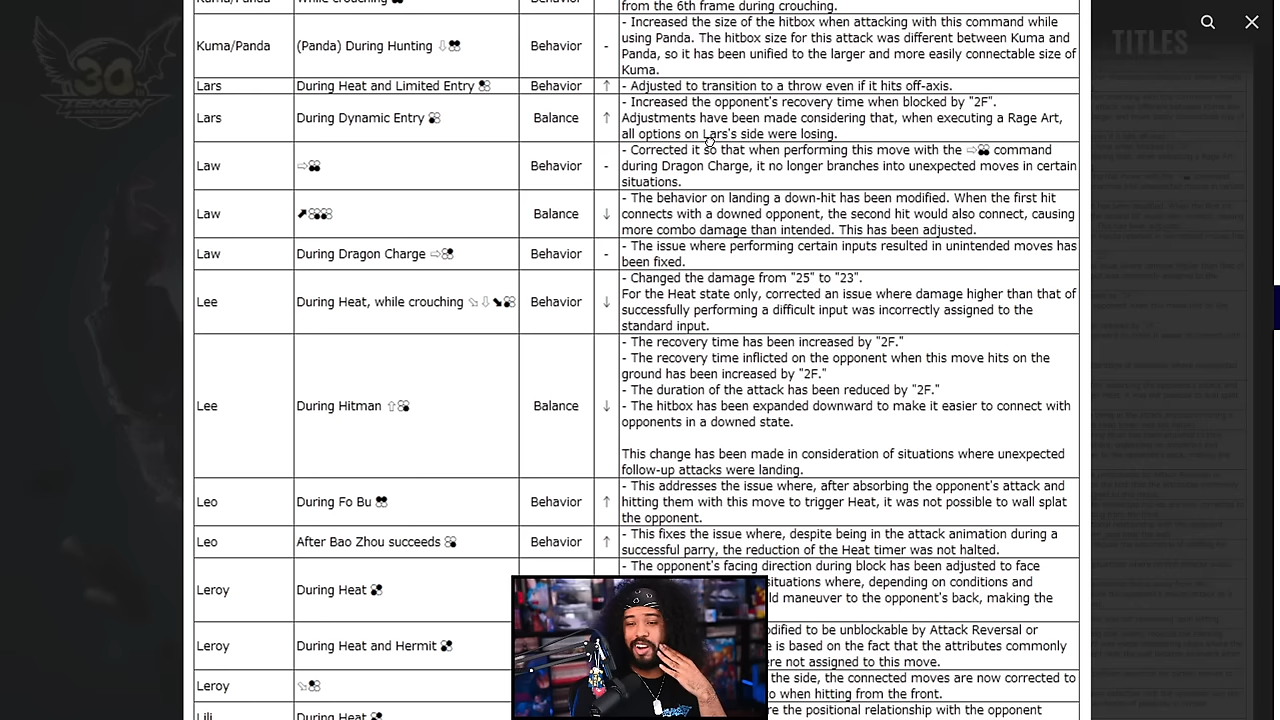 from the 6th frame during crouching.
Kuma/Panda While crouching Behavior
- Increased the size of the hitbox when attacking with this command while
using Panda. The hitbox size for this attack was different between Kuma and
Kuma/Panda (Panda) During Hunting ⇩ Behavior -
Panda, so it has been unified to the larger and more easily connectable size of
Kuma.
Lars During Heat and Limited Entry Behavior ↑ - Adjusted to transition to a throw even if it hits off-axis.
- Increased the opponent's recovery time when blocked by "2F".
Lars During Dynamic Entry Balance ↑ Adjustments have been made considering that, when executing a Rage Art,
all options on Lars's side were losing.
- Corrected it so that when performing this move with the ⇨ command
Law ⇨ Behavior - during Dragon Charge, it no longer branches into unexpected moves in certain
situations.
- The behavior on landing a down-hit has been modified. When the first hit
Law ⬈ Balance ↓ connects with a downed opponent, the second hit would also connect, causing
more combo damage than intended. This has been adjusted.
Law During Dragon Charge ⇨ Behavior - - The issue where performing certain inputs resulted in unintended moves has
been fixed.
- Changed the damage from "25" to "23".
For the Heat state only, corrected an issue where damage higher than that of
Lee During Heat, while crouching ⬂⇩⬊ Behavior ↓
successfully performing a difficult input was incorrectly assigned to the
standard input.
- The recovery time has been increased by "2F."
- The recovery time inflicted on the opponent when this move hits on the
ground has been increased by "2F."
- The duration of the attack has been reduced by "2F."
Lee During Hitman ⇧ Balance ↓
- The hitbox has been expanded downward to make it easier to connect with
opponents in a downed state.
This change has been made in consideration of situations where unexpected
follow-up attacks were landing.
- This addresses the issue where, after absorbing the opponent's attack and
Leo During Fo Bu Behavior ↑ hitting them with this move to trigger Heat, it was not possible to wall splat
the opponent.
Leo After Bao Zhou succeeds Behavior ↑ - This fixes the issue where, despite being in the attack animation during a
successful parry, the reduction of the Heat timer was not halted.
- The opponent's facing direction during block has been adjusted to face
situations where, depending on conditions and
Leroy During Heat
maneuver to the opponent's back, making the
to be unblockable by Attack Reversal or
Leroy During Heat and Hermit is based on the fact that the attributes commonly
not assigned to this move.
Leroy ⬂ the side, the connected moves are now corrected to
when hitting from the front.
Lili During Heat the positional relationship with the opponent
TITLES
30th
TEKKEN